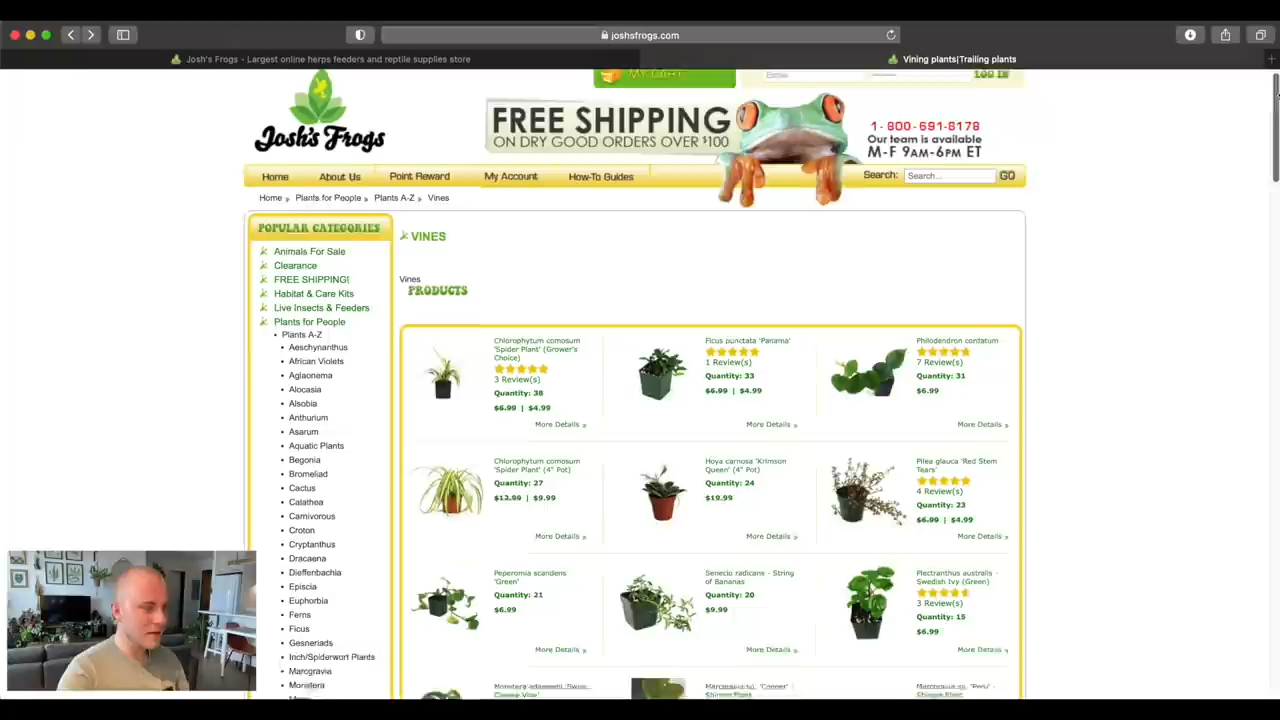 joshsfrogs.com
Josh's Frogs - Largest online herps feeders and reptile supplies store
Vining plants|Trailing plants
MY CART
LOG IN
Josh's Frogs
FREE SHIPPING
ON DRY GOOD ORDERS OVER $100
1-800-691-8178
Our team is available
M-F 9AM-6PM ET
Home
About Us
Point Reward
My Account
How-To Guides
Search:
Search...
GO
Home » Plants for People » Plants A-Z » Vines
POPULAR CATEGORIES
Animals For Sale
Clearance
FREE SHIPPING!
Habitat & Care Kits
Live Insects & Feeders
Plants for People
Plants A-Z
Aeschynanthus
African Violets
Aglaonema
Alocasia
Alsobia
Anthurium
Asarum
Aquatic Plants
Begonia
Bromeliad
Cactus
Calathea
Carnivorous
Croton
Cryptanthus
Dracaena
Dieffenbachia
Episcia
Euphorbia
Ferns
Ficus
Gesneriads
Inch/Spiderwort Plants
Marcgravia
Monstera
VINES
Vines
PRODUCTS
Chlorophytum comosum
'Spider Plant' (Grower's
Choice)
3 Review(s)
Quantity: 38
$6.99 | $4.99
More Details »
Ficus punctata 'Panama'
1 Review(s)
Quantity: 33
$6.99 | $4.99
More Details »
Philodendron cordatum
7 Review(s)
Quantity: 31
$6.99
More Details »
Chlorophytum comosum
'Spider Plant' (4" Pot)
Quantity: 27
$12.99 | $9.99
More Details »
Hoya carnosa 'Krimson
Queen' (4" Pot)
Quantity: 24
$19.99
More Details »
Pilea glauca 'Red Stem
Tears'
4 Review(s)
Quantity: 23
$6.99 | $4.99
More Details »
Peperomia scandens
'Green'
Quantity: 21
$6.99
More Details »
Senecio radicans - String
of Bananas
Quantity: 20
$9.99
More Details »
Plectranthus australis -
Swedish Ivy (Green)
3 Review(s)
Quantity: 15
$6.99
More Details »